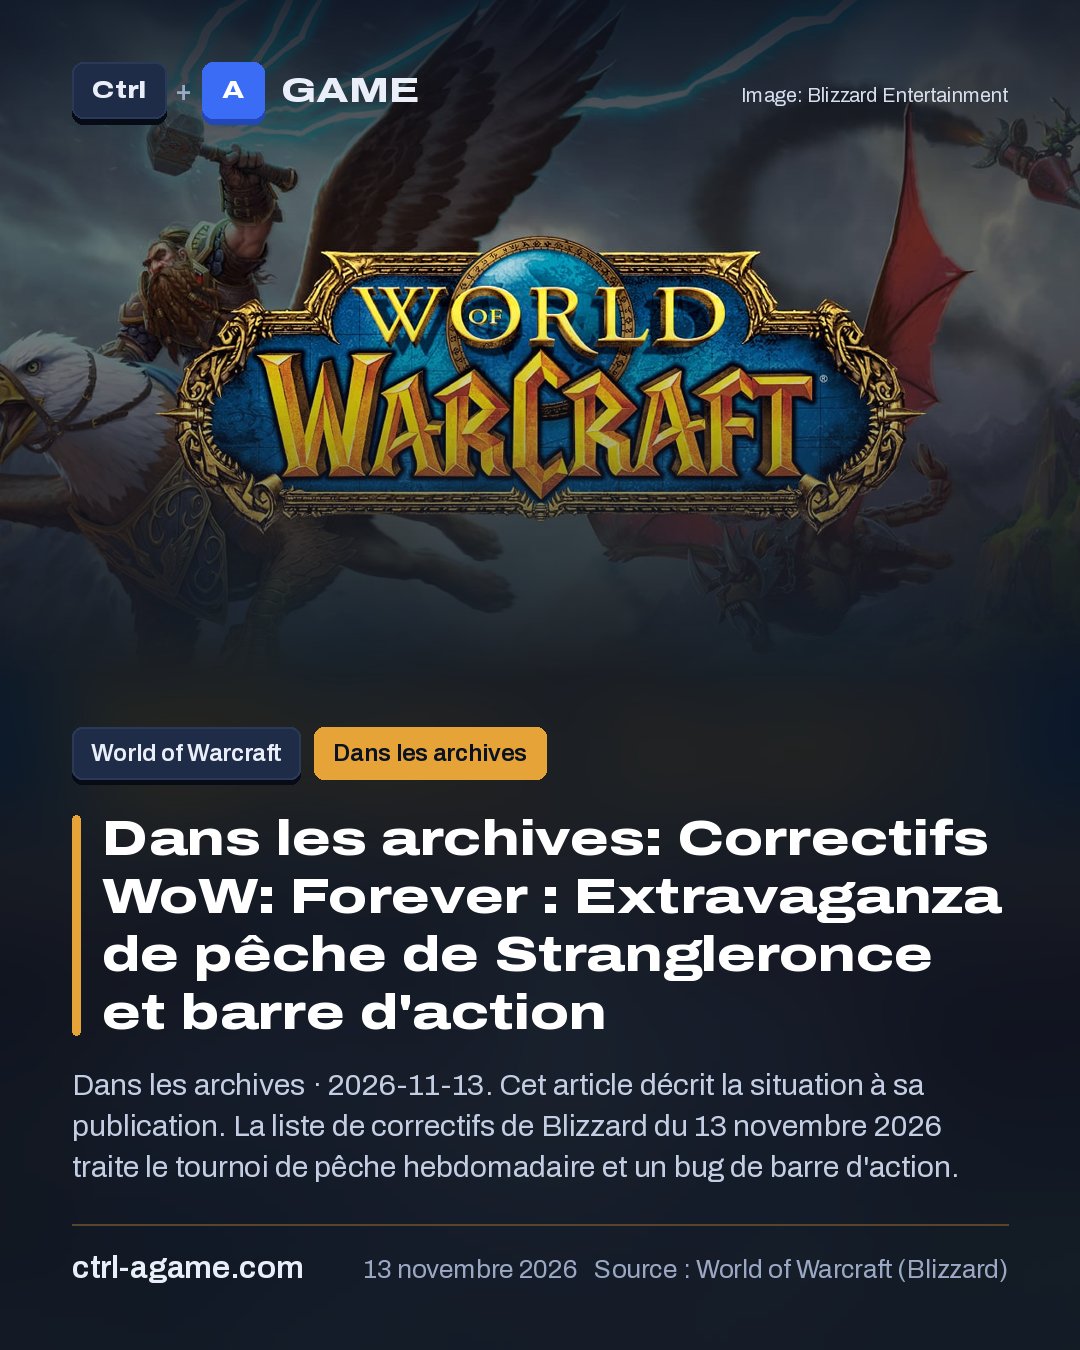 Ctrl + A GAME
Image: Blizzard Entertainment
WORLD
OF
WARCRAFT®
World of Warcraft
Dans les archives
Dans les archives: Correctifs
WoW: Forever : Extravaganza
de pêche de Strangleronce
et barre d'action
Dans les archives · 2026-11-13. Cet article décrit la situation à sa
publication. La liste de correctifs de Blizzard du 13 novembre 2026
traite le tournoi de pêche hebdomadaire et un bug de barre d'action.
ctrl-agame.com
13 novembre 2026 Source : World of Warcraft (Blizzard)